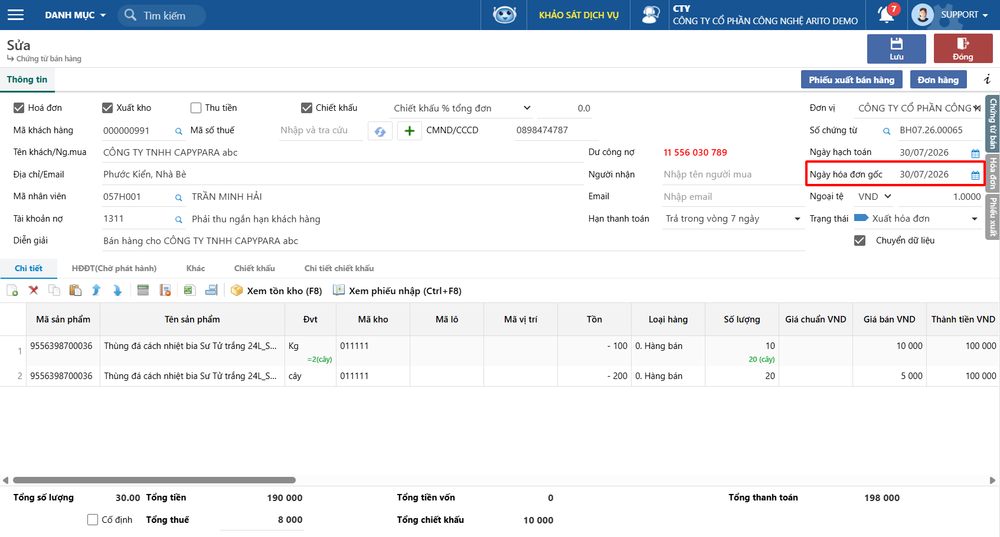 DANH MỤC
Tìm kiếm
KHẢO SÁT DỊCH VỤ
CTY
CÔNG TY CỔ PHẦN CÔNG NGHỆ ARITO DEMO
7
SUPPORT
Sửa
Chứng từ bán hàng
Lưu
Đóng
Thông tin
Phiếu xuất bán hàng
Đơn hàng
i
Hoá đơn
Xuất kho
Thu tiền
Chiết khấu
Chiết khấu % tổng đơn
0.0
Đơn vị
CÔNG TY CỔ PHẦN CÔNG
Mã khách hàng
000000991
Mã số thuế
Nhập và tra cứu
CMND/CCCD
0898474787
Số chứng từ
BH07.26.00065
Tên khách/Ng.mua
CÔNG TY TNHH CAPYPARA abc
Dư công nợ
11 556 030 789
Ngày hạch toán
30/07/2026
Địa chỉ/Email
Phước Kiển, Nhà Bè
Người nhận
Nhập tên người mua
Ngày hóa đơn gốc
30/07/2026
Mã nhân viên
057H001
TRẦN MINH HẢI
Email
Nhập email
Ngoại tệ
VND
1.0000
Tài khoản nợ
1311
Phải thu ngắn hạn khách hàng
Hạn thanh toán
Trả trong vòng 7 ngày
Trạng thái
Xuất hóa đơn
Diễn giải
Bán hàng cho CÔNG TY TNHH CAPYPARA abc
Chuyển dữ liệu
Chứng từ bán
Hóa đơn
Phiếu xuất
Chi tiết
HĐĐT(Chờ phát hành)
Khác
Chiết khấu
Chi tiết chiết khấu
Xem tồn kho (F8)
Xem phiếu nhập (Ctrl+F8)
Mã sản phẩm
Tên sản phẩm
Đvt
Mã kho
Mã lô
Mã vị trí
Tồn
Loại hàng
Số lượng
Giá chuẩn VND
Giá bán VND
Thành tiền VND
1
9556398700036
Thùng đá cách nhiệt bia Sư Tử trắng 24L_S...
Kg
=2(cây)
011111
- 100
0. Hàng bán
10
20 (cây)
10 000
100 000
2
9556398700036
Thùng đá cách nhiệt bia Sư Tử trắng 24L_S...
cây
011111
- 200
0. Hàng bán
20
5 000
100 000
Tổng số lượng
30.00
Tổng tiền
190 000
Tổng tiền vốn
0
Tổng thanh toán
198 000
Cố định
Tổng thuế
8 000
Tổng chiết khấu
10 000